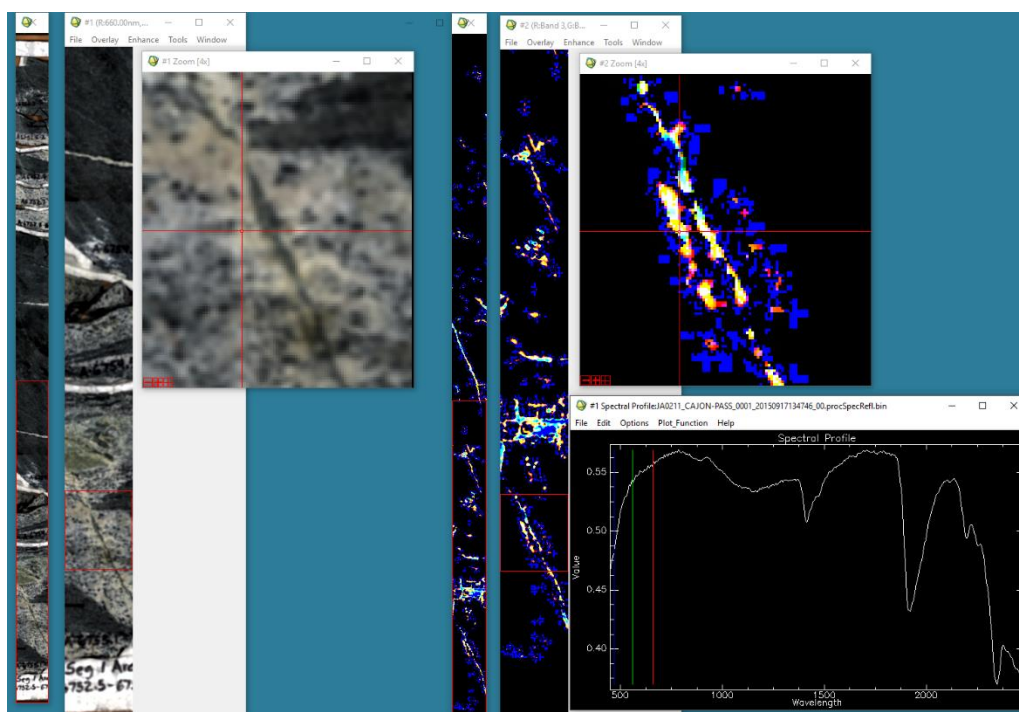 #1 (R:660.00nm,...
File Overlay Enhance Tools Window
#1 Zoom [4x]
#2 (R:Band 3,G:B...
File Overlay Enhance Tools Window
#2 Zoom [4x]
#1 Spectral Profile:JA0211_CAJON-PASS_0001_20150917134746_00.procSpecRefl.bin
File Edit Options Plot_Function Help
Spectral Profile
Value
0.55
0.50
0.45
0.40
500
1000
1500
2000
Wavelength
Seg 1